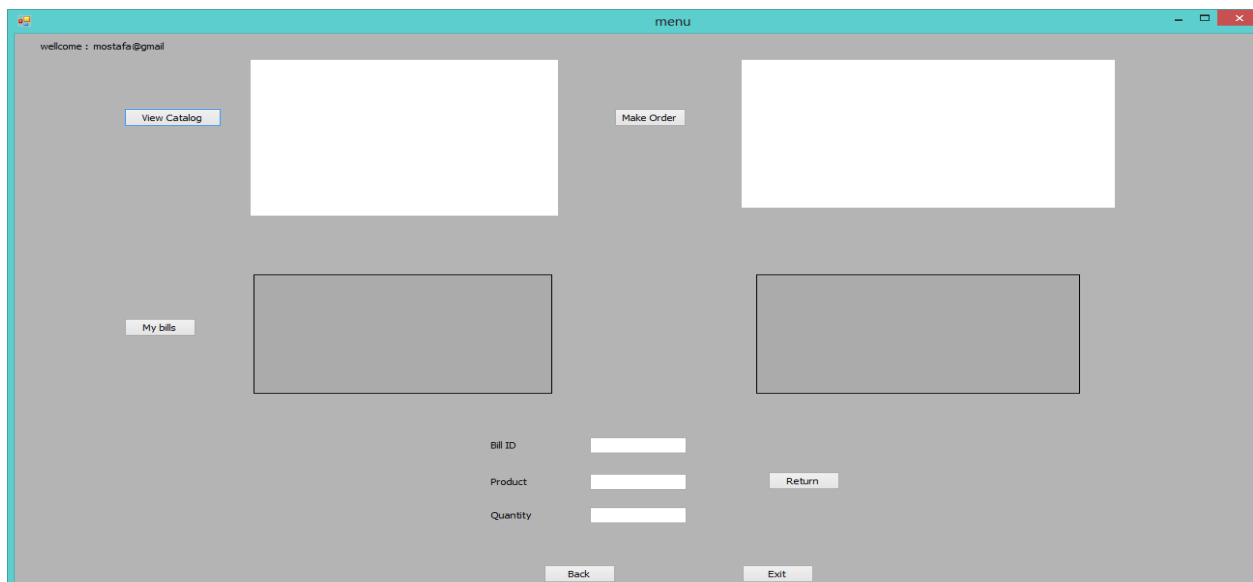 menu
wellcome : mostafa@gmail
View Catalog
Make Order
My bills
Bill ID
Product
Return
Quantity
Back
Exit